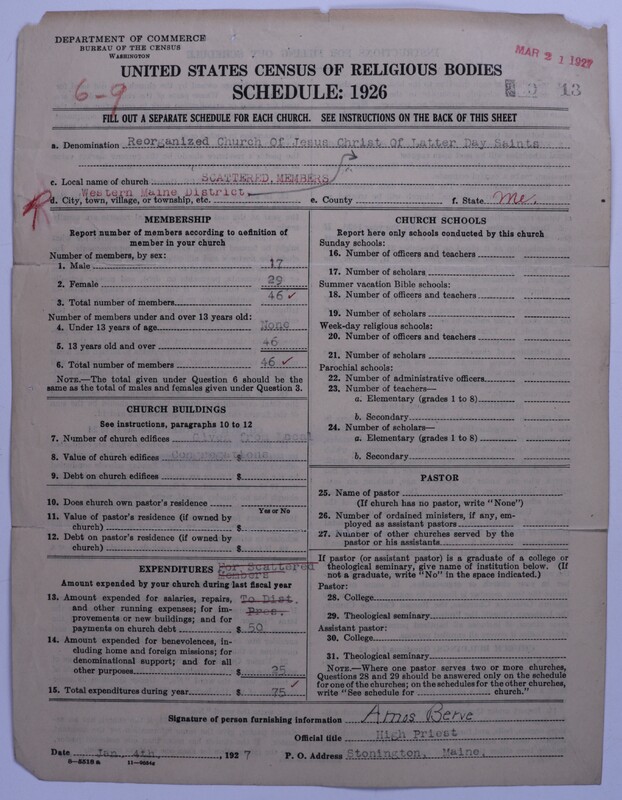 DEPARTMENT OF COMMERCE
BUREAU OF THE CENSUS
WASHINGTON
MAR 21 1927
6-9
UNITED STATES CENSUS OF RELIGIOUS BODIES
SCHEDULE: 1926
13
FILL OUT A SEPARATE SCHEDULE FOR EACH CHURCH. SEE INSTRUCTIONS ON THE BACK OF THIS SHEET
a. Denomination Reorganized Church Of Jesus Christ Of Latter Day Saints
c. Local name of church SCATTERED MEMBERS
Western Maine District
d. City, town, village, or township, etc. e. County f. State Me.
MEMBERSHIP
Report number of members according to definition of
member in your church
Number of members, by sex:
1. Male 17
2. Female 29
3. Total number of members 46 ✓
Number of members under and over 13 years old:
4. Under 13 years of age None
5. 13 years old and over 46
6. Total number of members 46 ✓
NOTE.—The total given under Question 6 should be the
same as the total of males and females given under Question 3.
CHURCH BUILDINGS
See instructions, paragraphs 10 to 12
7. Number of church edifices Given from Local
8. Value of church edifices $ Congregations
9. Debt on church edifices $
10. Does church own pastor's residence
Yes or No
11. Value of pastor's residence (if owned by
church) $
12. Debt on pastor's residence (if owned by
church) $
EXPENDITURES For Scattered
Members
Amount expended by your church during last fiscal year
13. Amount expended for salaries, repairs, To Dist.
and other running expenses; for im- Pres.
provements or new buildings; and for
payments on church debt $ 50
14. Amount expended for benevolences, in-
cluding home and foreign missions; for
denominational support; and for all
other purposes $ 25
15. Total expenditures during year $ 75 ✓
CHURCH SCHOOLS
Report here only schools conducted by this church
Sunday schools:
16. Number of officers and teachers
17. Number of scholars
Summer vacation Bible schools:
18. Number of officers and teachers
19. Number of scholars
Week-day religious schools:
20. Number of officers and teachers
21. Number of scholars
Parochial schools:
22. Number of administrative officers
23. Number of teachers—
a. Elementary (grades 1 to 8)
b. Secondary
24. Number of scholars—
a. Elementary (grades 1 to 8)
b. Secondary
PASTOR
25. Name of pastor
(If church has no pastor, write "None")
26. Number of ordained ministers, if any, em-
ployed as assistant pastors
27. Number of other churches served by the
pastor or his assistants
If pastor (or assistant pastor) is a graduate of a college or
theological seminary, give name of institution below. (If
not a graduate, write "No" in the space indicated.)
Pastor:
28. College
29. Theological seminary
Assistant pastor:
30. College
31. Theological seminary
NOTE.—Where one pastor serves two or more churches,
Questions 28 and 29 should be answered only on the schedule
for one of the churches; on the schedules for the other churches,
write "See schedule for church."
Signature of person furnishing information Amos Berve
Official title High Priest
Date Jan. 4th, 1927 P. O. Address Stonington, Maine.